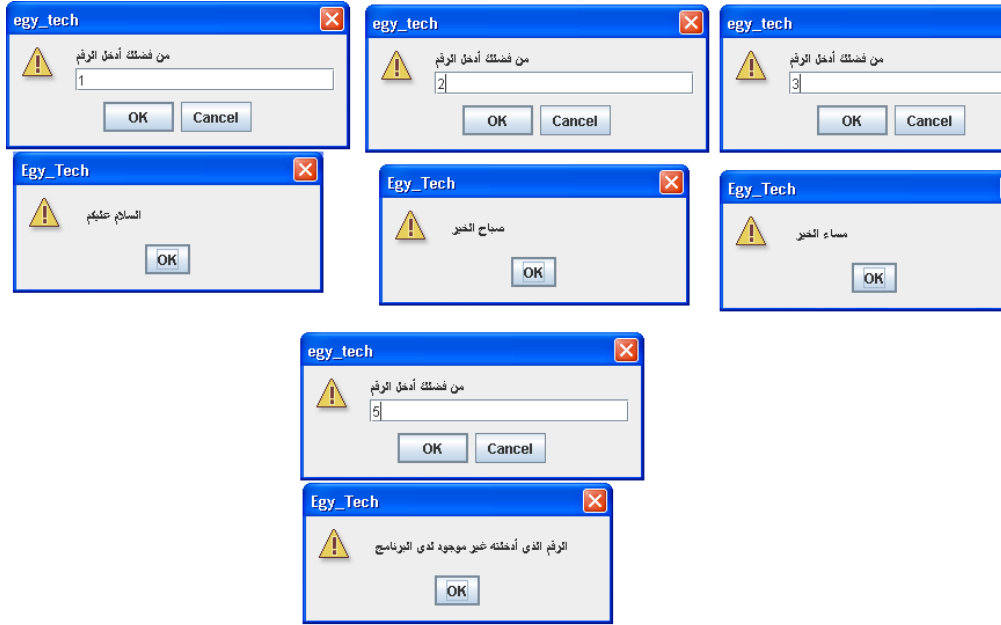 egy_tech
من فضلك أدخل الرقم
1
OK
Cancel
egy_tech
من فضلك أدخل الرقم
2
OK
Cancel
egy_tech
من فضلك أدخل الرقم
3
OK
Cancel
Egy_Tech
السلام عليكم
OK
Egy_Tech
صباح الخير
OK
Egy_Tech
مساء الخير
OK
egy_tech
من فضلك أدخل الرقم
5
OK
Cancel
Egy_Tech
الرقم الذى أدخلته غير موجود لدى البرنامج
OK